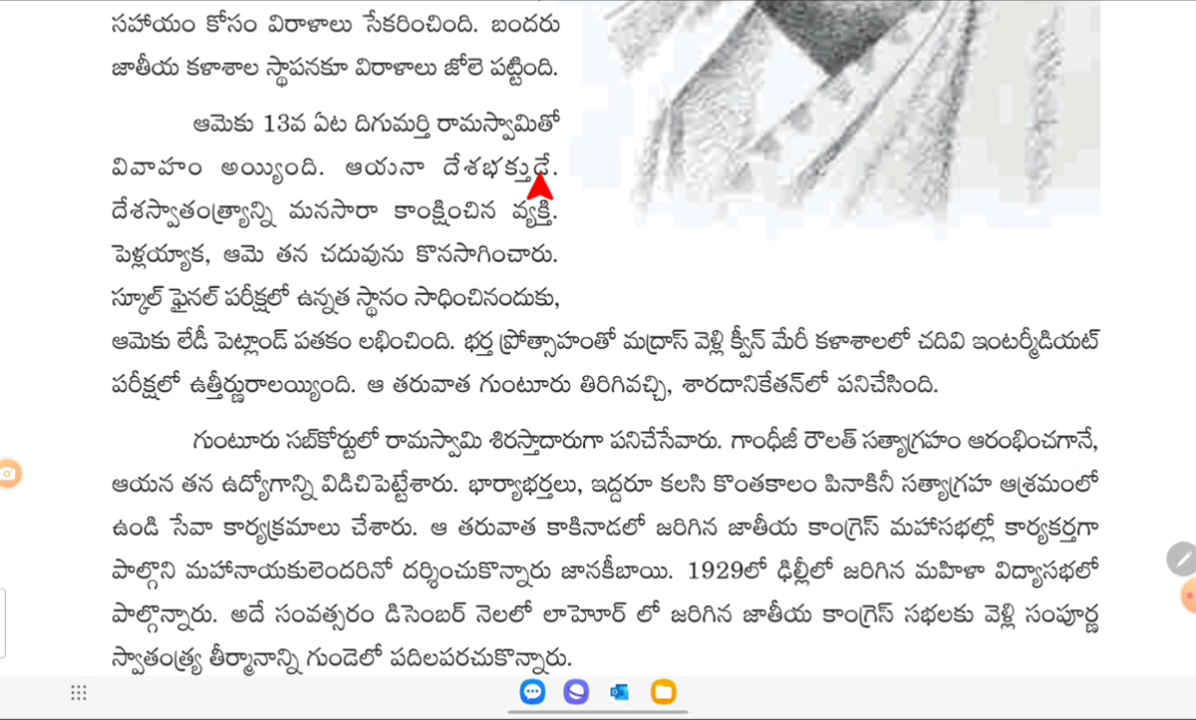 సహాయం కోసం విరాళాలు సేకరించింది. బందరు
జాతీయ కళాశాల స్థాపనకూ విరాళాలు జోలె పట్టింది.
ఆమెకు 13వ ఏట దిగుమర్తి రామస్వామితో
వివాహం అయ్యింది. ఆయనా దేశభక్తుడే.
దేశస్వాతంత్ర్యాన్ని మనసారా కాంక్షించిన వ్యక్తి.
పెళ్లయ్యాక, ఆమె తన చదువును కొనసాగించారు.
స్కూల్ ఫైనల్ పరీక్షలో ఉన్నత స్థానం సాధించినందుకు,
ఆమెకు లేడీ పెట్లాండ్ పతకం లభించింది. భర్త ప్రోత్సాహంతో మద్రాస్ వెళ్లి క్వీన్ మేరీ కళాశాలలో చదివి ఇంటర్మీడియట్
పరీక్షలో ఉత్తీర్ణురాలయ్యింది. ఆ తరువాత గుంటూరు తిరిగివచ్చి, శారదానికేతన్‌లో పనిచేసింది.
గుంటూరు సబ్‌కోర్టులో రామస్వామి శిరస్తాదారుగా పనిచేసేవారు. గాంధీజీ రౌలత్ సత్యాగ్రహం ఆరంభించగానే,
ఆయన తన ఉద్యోగాన్ని విడిచిపెట్టేశారు. భార్యాభర్తలు, ఇద్దరూ కలసి కొంతకాలం పినాకినీ సత్యాగ్రహ ఆశ్రమంలో
ఉండి సేవా కార్యక్రమాలు చేశారు. ఆ తరువాత కాకినాడలో జరిగిన జాతీయ కాంగ్రెస్ మహాసభల్లో కార్యకర్తగా
పాల్గొని మహానాయకులెందరినో దర్శించుకొన్నారు జానకీబాయి. 1929లో ఢిల్లీలో జరిగిన మహిళా విద్యాసభలో
పాల్గొన్నారు. అదే సంవత్సరం డిసెంబర్ నెలలో లాహెూర్ లో జరిగిన జాతీయ కాంగ్రెస్ సభలకు వెళ్లి సంపూర్ణ
స్వాతంత్ర్య తీర్మానాన్ని గుండెలో పదిలపరచుకొన్నారు.